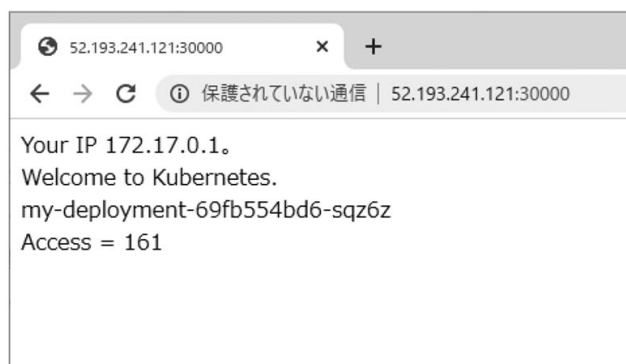 52.193.241.121:30000
保護されていない通信 | 52.193.241.121:30000
Your IP 172.17.0.1。
Welcome to Kubernetes.
my-deployment-69fb554bd6-sqz6z
Access = 161